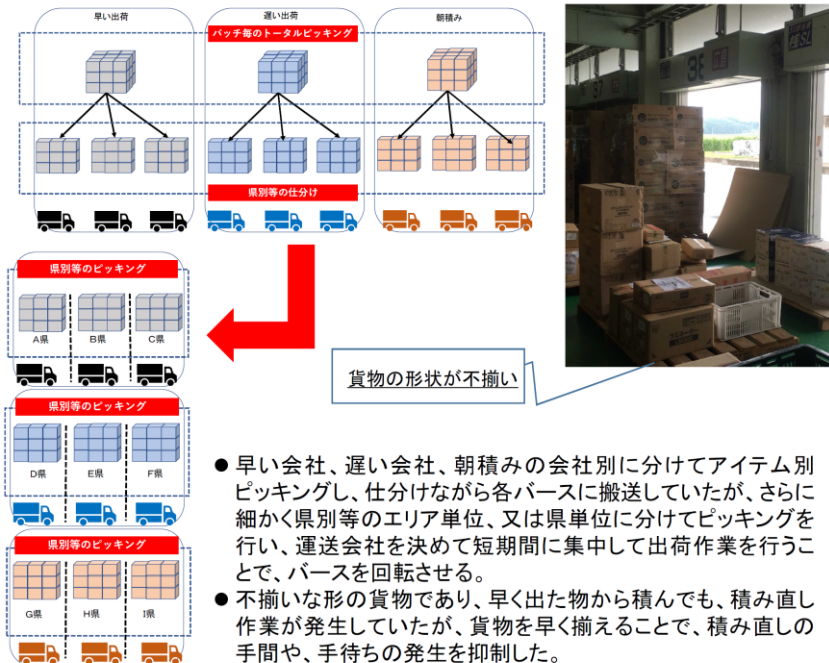 早い出荷
遅い出荷
朝積み
バッチ毎のトータルピッキング
県別等の仕分け
県別等のピッキング
A県
B県
C県
県別等のピッキング
D県
E県
F県
県別等のピッキング
G県
H県
I県
38
37
貨物の形状が不揃い
● 早い会社、遅い会社、朝積みの会社別に分けてアイテム別
ピッキングし、仕分けながら各バースに搬送していたが、さらに
細かく県別等のエリア単位、又は県単位に分けてピッキングを
行い、運送会社を決めて短期間に集中して出荷作業を行うこ
とで、バースを回転させる。
● 不揃いな形の貨物であり、早く出た物から積んでも、積み直し
作業が発生していたが、貨物を早く揃えることで、積み直しの
手間や、手待ちの発生を抑制した。